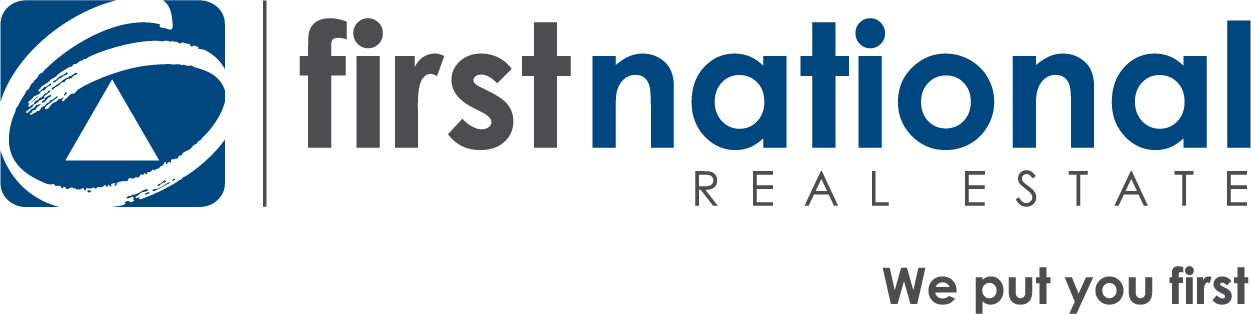 firstnational
REAL ESTATE
We put you first